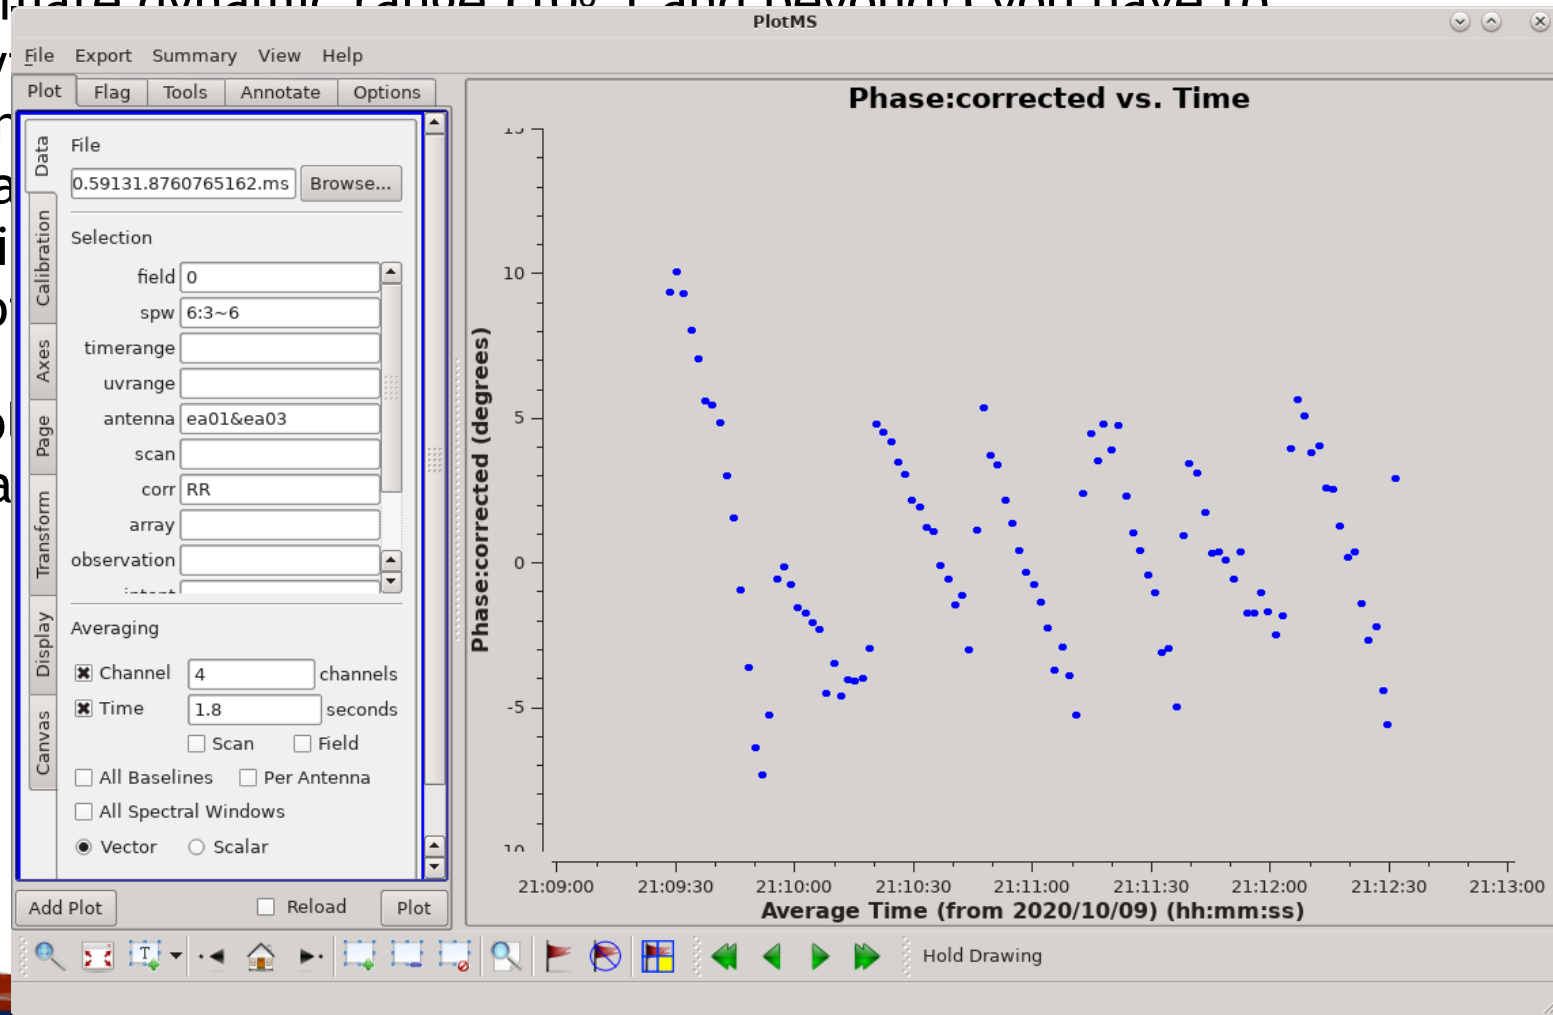 PlotMS
File Export Summary View Help
Plot Flag Tools Annotate Options
Data
Calibration
Axes
Page
Transform
Display
Canvas
File
0.59131.8760765162.ms Browse...
Selection
field 0
spw 6:3~6
timerange
uvrange
antenna ea01&ea03
scan
corr RR
array
observation
Averaging
Channel 4 channels
Time 1.8 seconds
Scan Field
All Baselines Per Antenna
All Spectral Windows
Vector Scalar
Add Plot Reload Plot
Phase:corrected vs. Time
Phase:corrected (degrees)
10
5
0
-5
21:09:00 21:09:30 21:10:00 21:10:30 21:11:00 21:11:30 21:12:00 21:12:30 21:13:00
Average Time (from 2020/10/09) (hh:mm:ss)
T
Hold Drawing